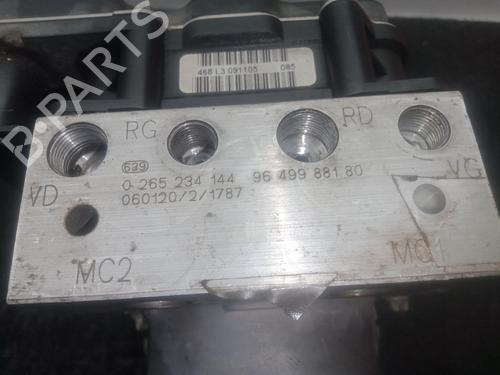 B-PARTS
468 L3 091105 085
RG RD
639
VD 0 265 234 144 96 499 881 80 VG
060120/2/1787
MC2 MC1